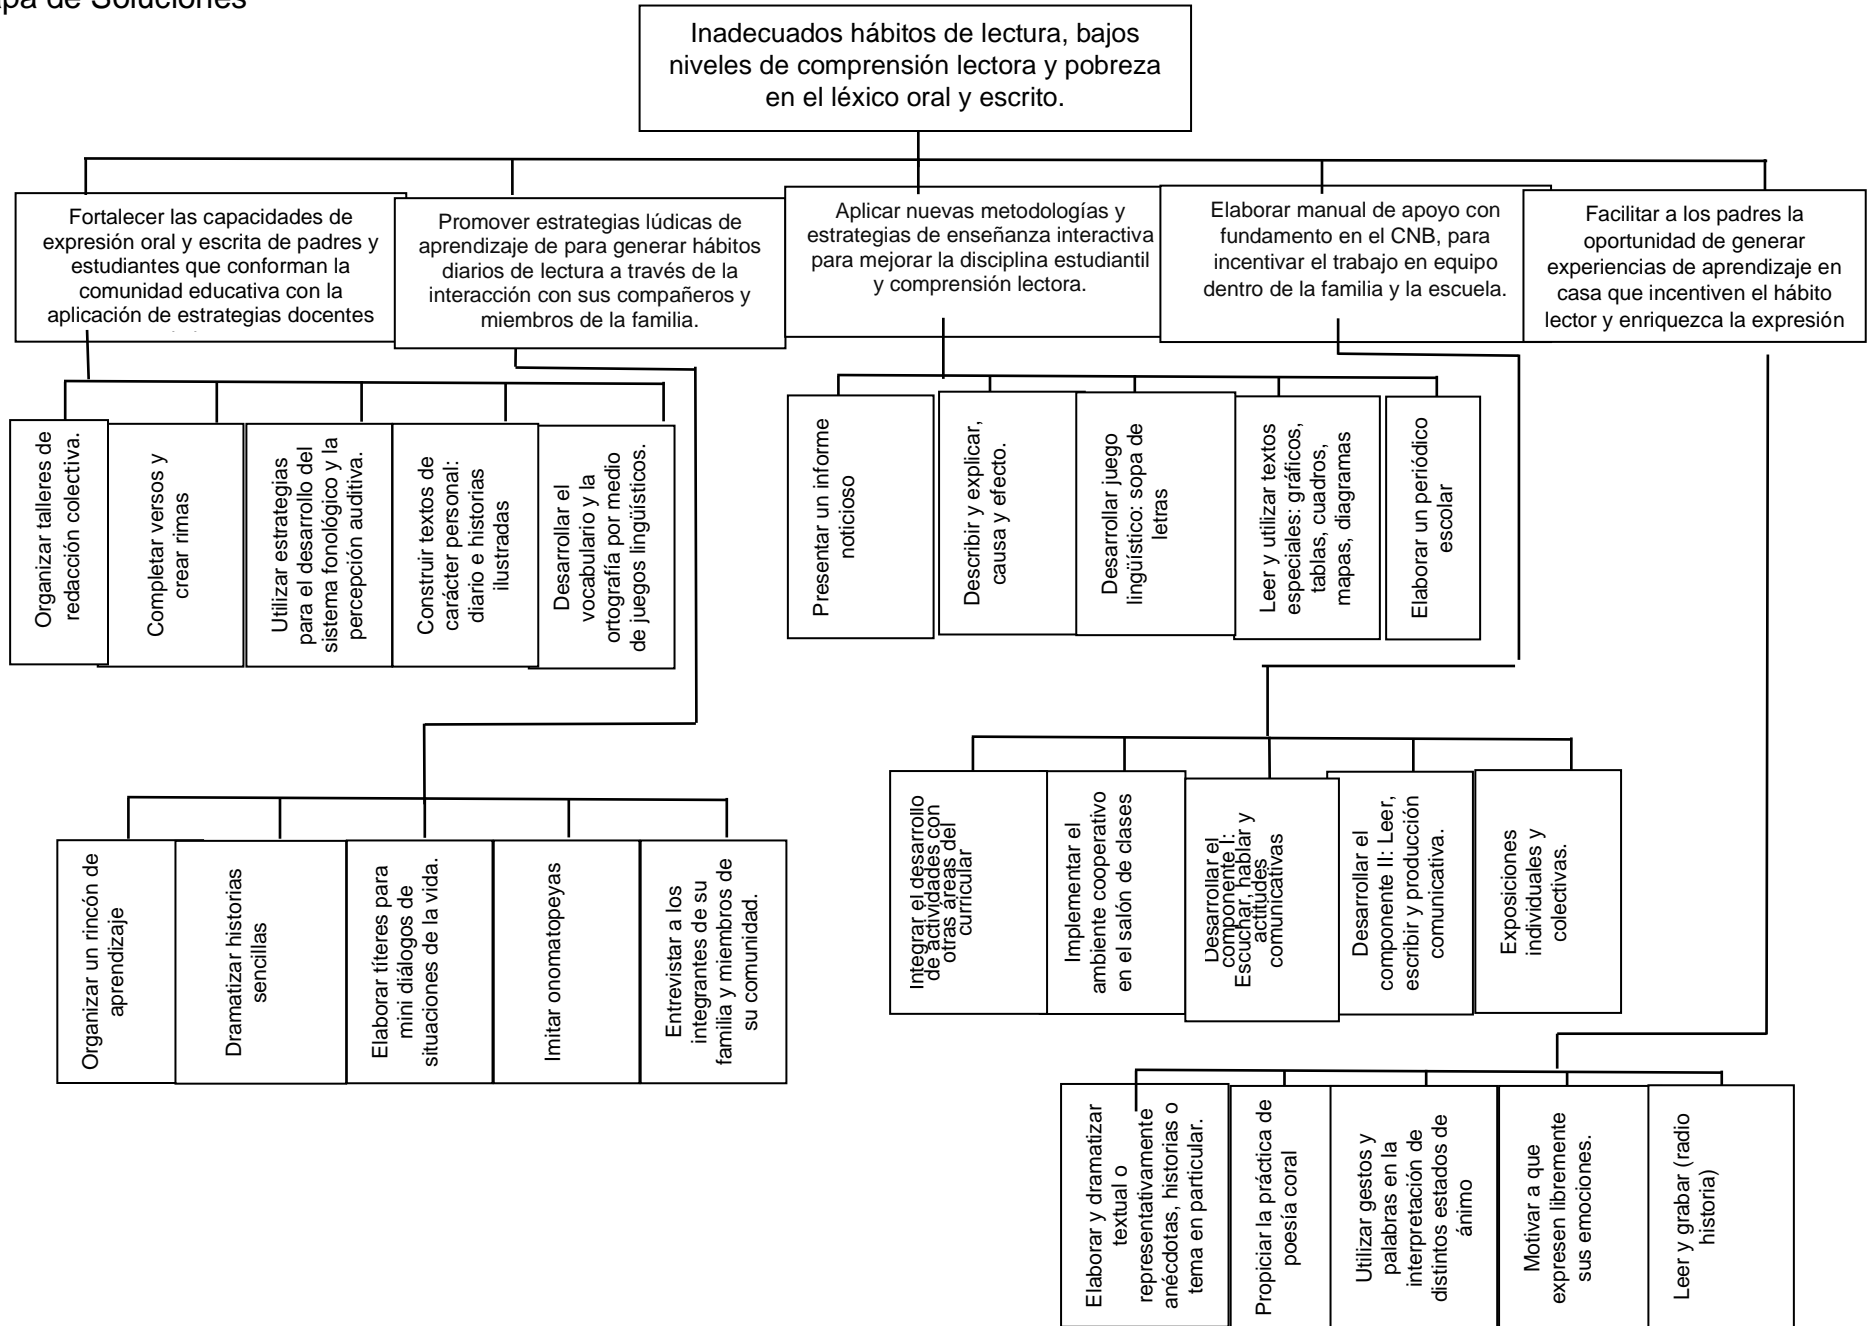 pa de Soluciones
Inadecuados hábitos de lectura, bajos
niveles de comprensión lectora y pobreza
en el léxico oral y escrito.
Fortalecer las capacidades de
expresión oral y escrita de padres y
estudiantes que conforman la
comunidad educativa con la
aplicación de estrategias docentes
Promover estrategias lúdicas de
aprendizaje de para generar hábitos
diarios de lectura a través de la
interacción con sus compañeros y
miembros de la familia.
Aplicar nuevas metodologías y
estrategias de enseñanza interactiva
para mejorar la disciplina estudiantil
y comprensión lectora.
Elaborar manual de apoyo con
fundamento en el CNB, para
incentivar el trabajo en equipo
dentro de la familia y la escuela.
Facilitar a los padres la
oportunidad de generar
experiencias de aprendizaje en
casa que incentiven el hábito
lector y enriquezca la expresión
Organizar talleres de
redacción colectiva.
Completar versos y
crear rimas
Utilizar estrategias
para el desarrollo del
sistema fonológico y la
percepción auditiva.
Construir textos de
carácter personal:
diario e historias
ilustradas
Desarrollar el
vocabulario y la
ortografía por medio
de juegos lingüísticos.
Presentar un informe
noticioso
Describir y explicar,
causa y efecto.
Desarrollar juego
lingüístico: sopa de
letras
Leer y utilizar textos
especiales: gráficos,
tablas, cuadros,
mapas, diagramas
Elaborar un periódico
escolar
Organizar un rincón de
aprendizaje
Dramatizar historias
sencillas
Elaborar títeres para
mini diálogos de
situaciones de la vida.
Imitar onomatopeyas
Entrevistar a los
integrantes de su
familia y miembros de
su comunidad.
Integrar el desarrollo
de actividades con
otras áreas del
curricular
Implementar el
ambiente cooperativo
en el salón de clases
Desarrollar el
componente I:
Escuchar, hablar y
actitudes
comunicativas
Desarrollar el
componente II: Leer,
escribir y producción
comunicativa.
Exposiciones
individuales y
colectivas.
Elaborar y dramatizar
textual o
representativamente
anécdotas, historias o
tema en particular.
Propiciar la práctica de
poesía coral
Utilizar gestos y
palabras en la
interpretación de
distintos estados de
ánimo
Motivar a que
expresen libremente
sus emociones.
Leer y grabar (radio
historia)